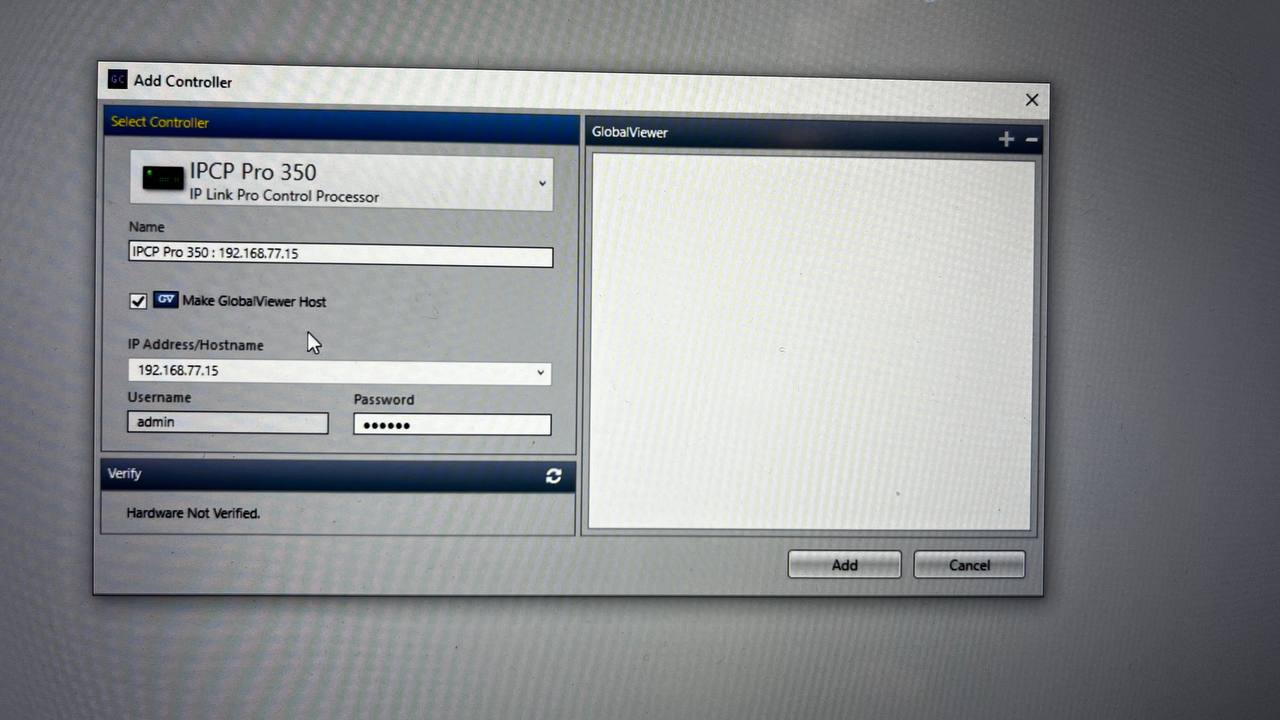 GC Add Controller
Select Controller
IPCP Pro 350
IP Link Pro Control Processor
Name
IPCP Pro 350 : 192.168.77.15
GV Make GlobalViewer Host
IP Address/Hostname
192.168.77.15
Username
Password
admin
••••••
Verify
Hardware Not Verified.
GlobalViewer
Add
Cancel